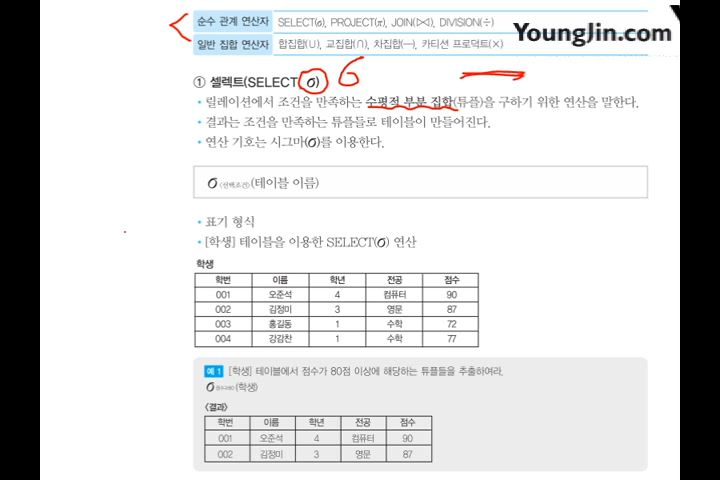 순수 관계 연산자 SELECT(σ), PROJECT(π), JOIN(▷◁), DIVISION(÷)
일반 집합 연산자 합집합(∪), 교집합(∩), 차집합(−), 카티션 프로덕트(×)
YoungJin.com
① 셀렉트(SELECT σ) 6
• 릴레이션에서 조건을 만족하는 수평적 부분 집합(튜플)을 구하기 위한 연산을 말한다.
• 결과는 조건을 만족하는 튜플들로 테이블이 만들어진다.
• 연산 기호는 시그마(σ)를 이용한다.
σ<선택조건>(테이블 이름)
• 표기 형식
• [학생] 테이블을 이용한 SELECT(σ) 연산
학생
학번 이름 학년 전공 점수
001 오준석 4 컴퓨터 90
002 김정미 3 영문 87
003 홍길동 1 수학 72
004 강감찬 1 수학 77
예 1 [학생] 테이블에서 점수가 80점 이상에 해당하는 튜플들을 추출하여라.
σ점수≥80(학생)
<결과>
학번 이름 학년 전공 점수
001 오준석 4 컴퓨터 90
002 김정미 3 영문 87